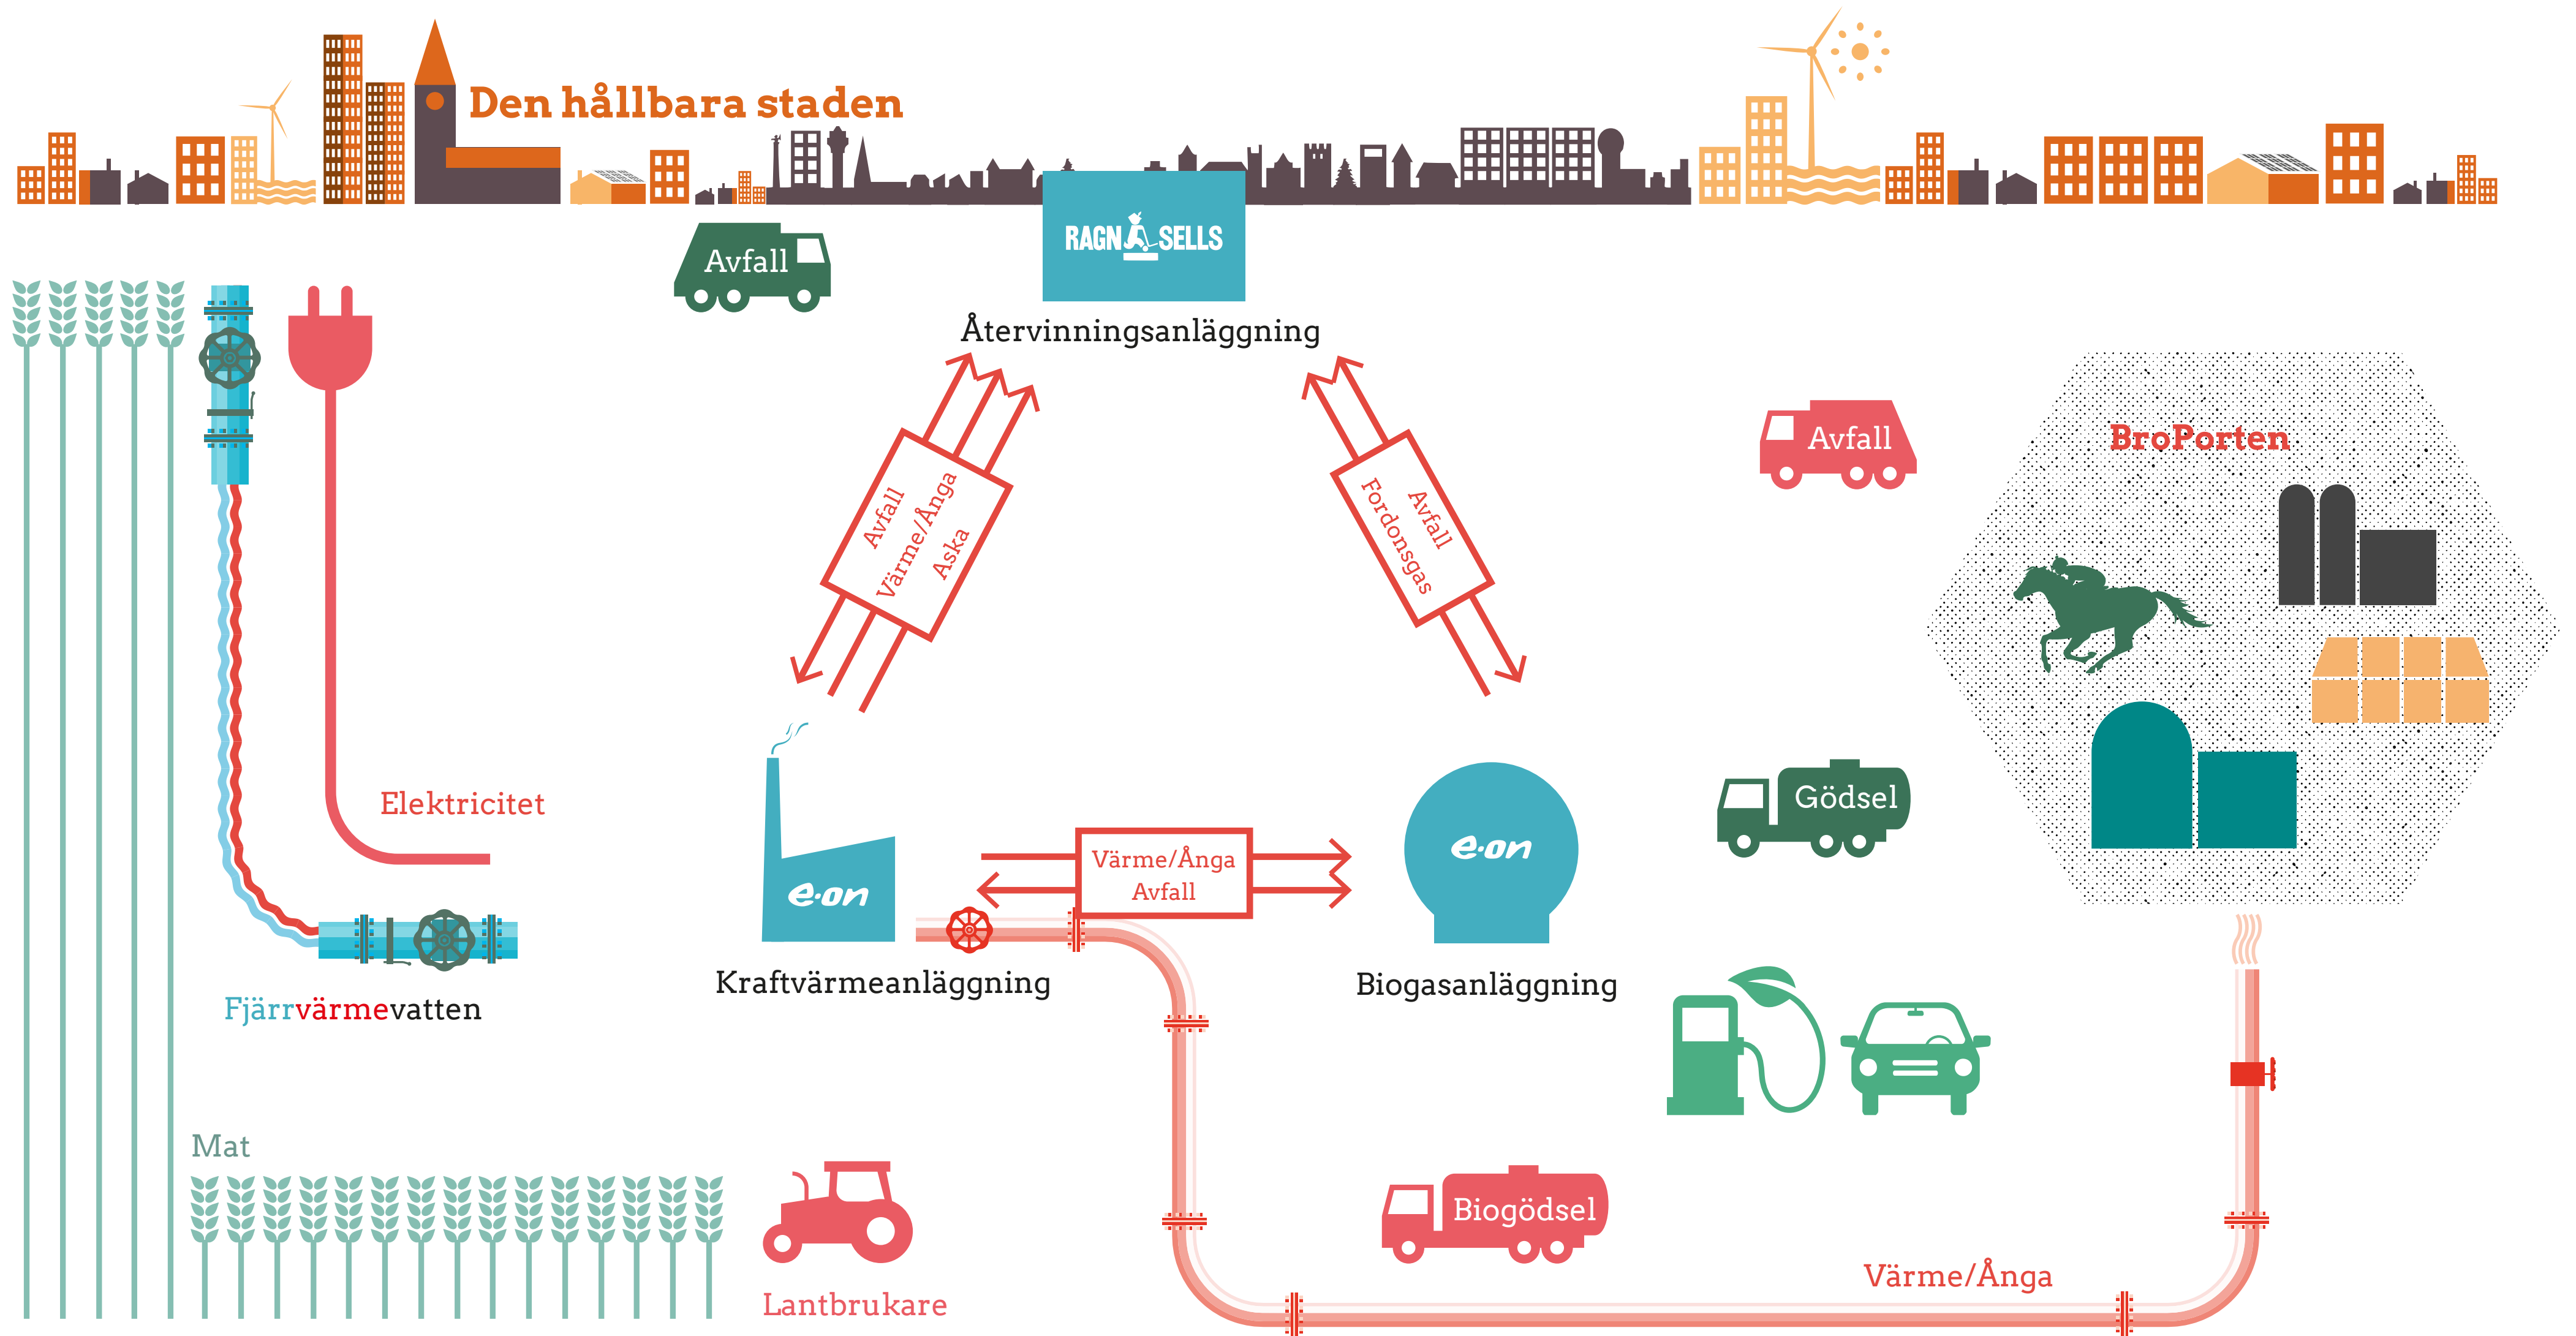 Den hållbara staden
RAGN SELLS
Avfall
Återvinningsanläggning
Avfall
BroPorten
Avfall
Värme/Ånga
Aska
Avfall
Fordonsgas
Elektricitet
Gödsel
e·on
Värme/Ånga
Avfall
e·on
Kraftvärmeanläggning
Biogasanläggning
Fjärrvärmevatten
Mat
Biogödsel
Värme/Ånga
Lantbrukare